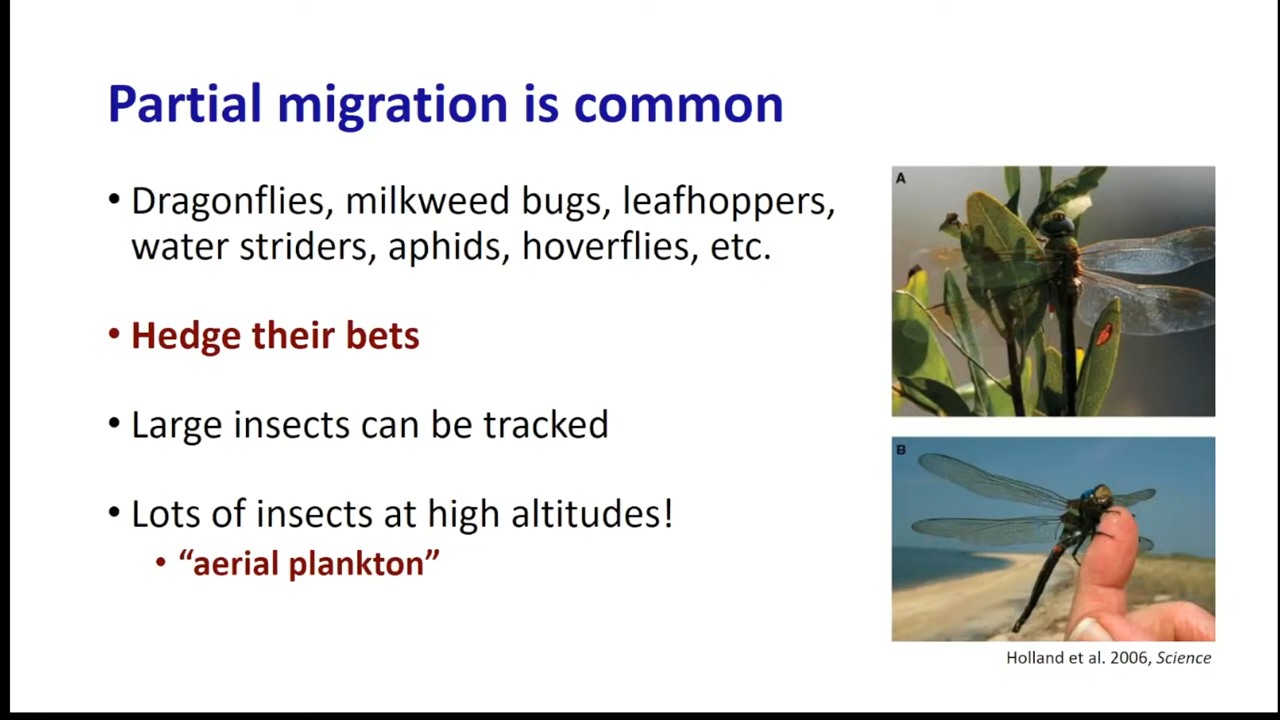 Partial migration is common
• Dragonflies, milkweed bugs, leafhoppers,
water striders, aphids, hoverflies, etc.
• Hedge their bets
• Large insects can be tracked
• Lots of insects at high altitudes!
• “aerial plankton”
A
B
Holland et al. 2006, Science